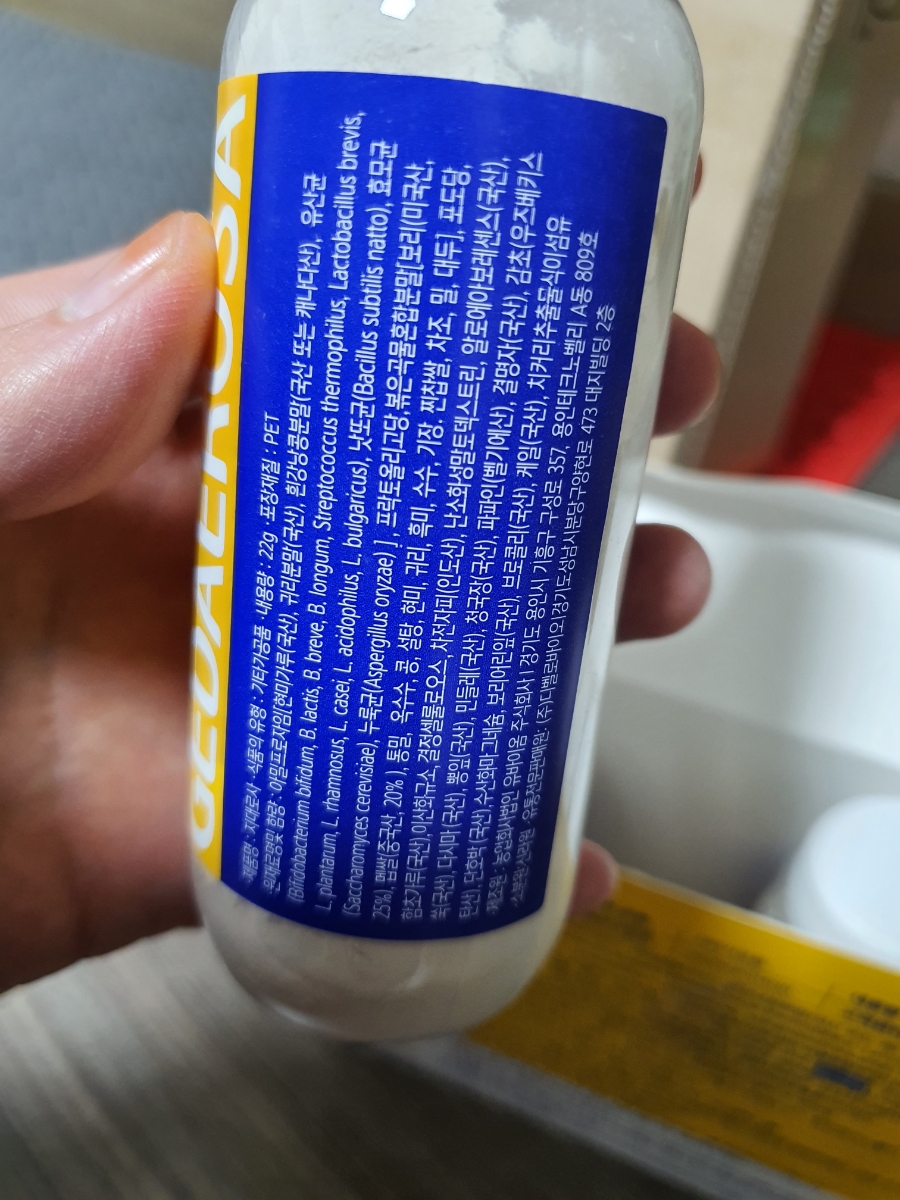 GEDAEROSA
·제품명 : 지대로사 ·식품의 유형 : 기타가공품 ·내용량 : 22g ·포장재질 : PET
·원재료명 및 함량 : 아밀프로자임[현미가루(국산), 귀리분말(국산), 흰강낭콩분말(국산 또는 캐나다산), 유산균
(Bifidobacterium bifidum, B. lactis, B. breve, B. longum, Streptococcus thermophilus, Lactobacillus brevis,
L. plantarum, L. rhamnosus, L. casei, L. acidophilus, L. bulgaricus), 낫또균(Bacillus subtilis natto), 효모균
(Saccharomyces cerevisiae) 누룩균(Aspergillus oryzae) ], 프락토올리고당,볶은곡물혼합분말[보리(미국산,
25%), 멥쌀(중국산, 20% ), 통밀, 옥수수, 콩, 설탕, 현미, 귀리, 흑미, 수수, 기장, 찐찹쌀, 차조, 밀, 대두], 포도당,
함초가루(국산),이산화규소, 결정셀룰로오스, 차전자피(인도산), 난소화성말토덱스트린, 알로에아보레센스(국산),
쑥(국산), 다시마(국산), 뽕잎(국산), 민들레(국산), 청국장(국산), 파파인(벨기에산), 결명자(국산), 감초(우즈베키스
탄산), 단호박(국산) 수산화마그네슘, 보리어린잎(국산), 브로콜리(국산), 케일(국산), 치커리추출물식이섬유
·제조원 : 농업회사법인 유바이옴 주식회사 | 경기도 용인시 기흥구 구성로 357, 용인테크노밸리 A동 809호
·소분원 유통전문판매원: (주)디벨로바이오|경기도성남시분당구양현로 473 대지빌딩 2층